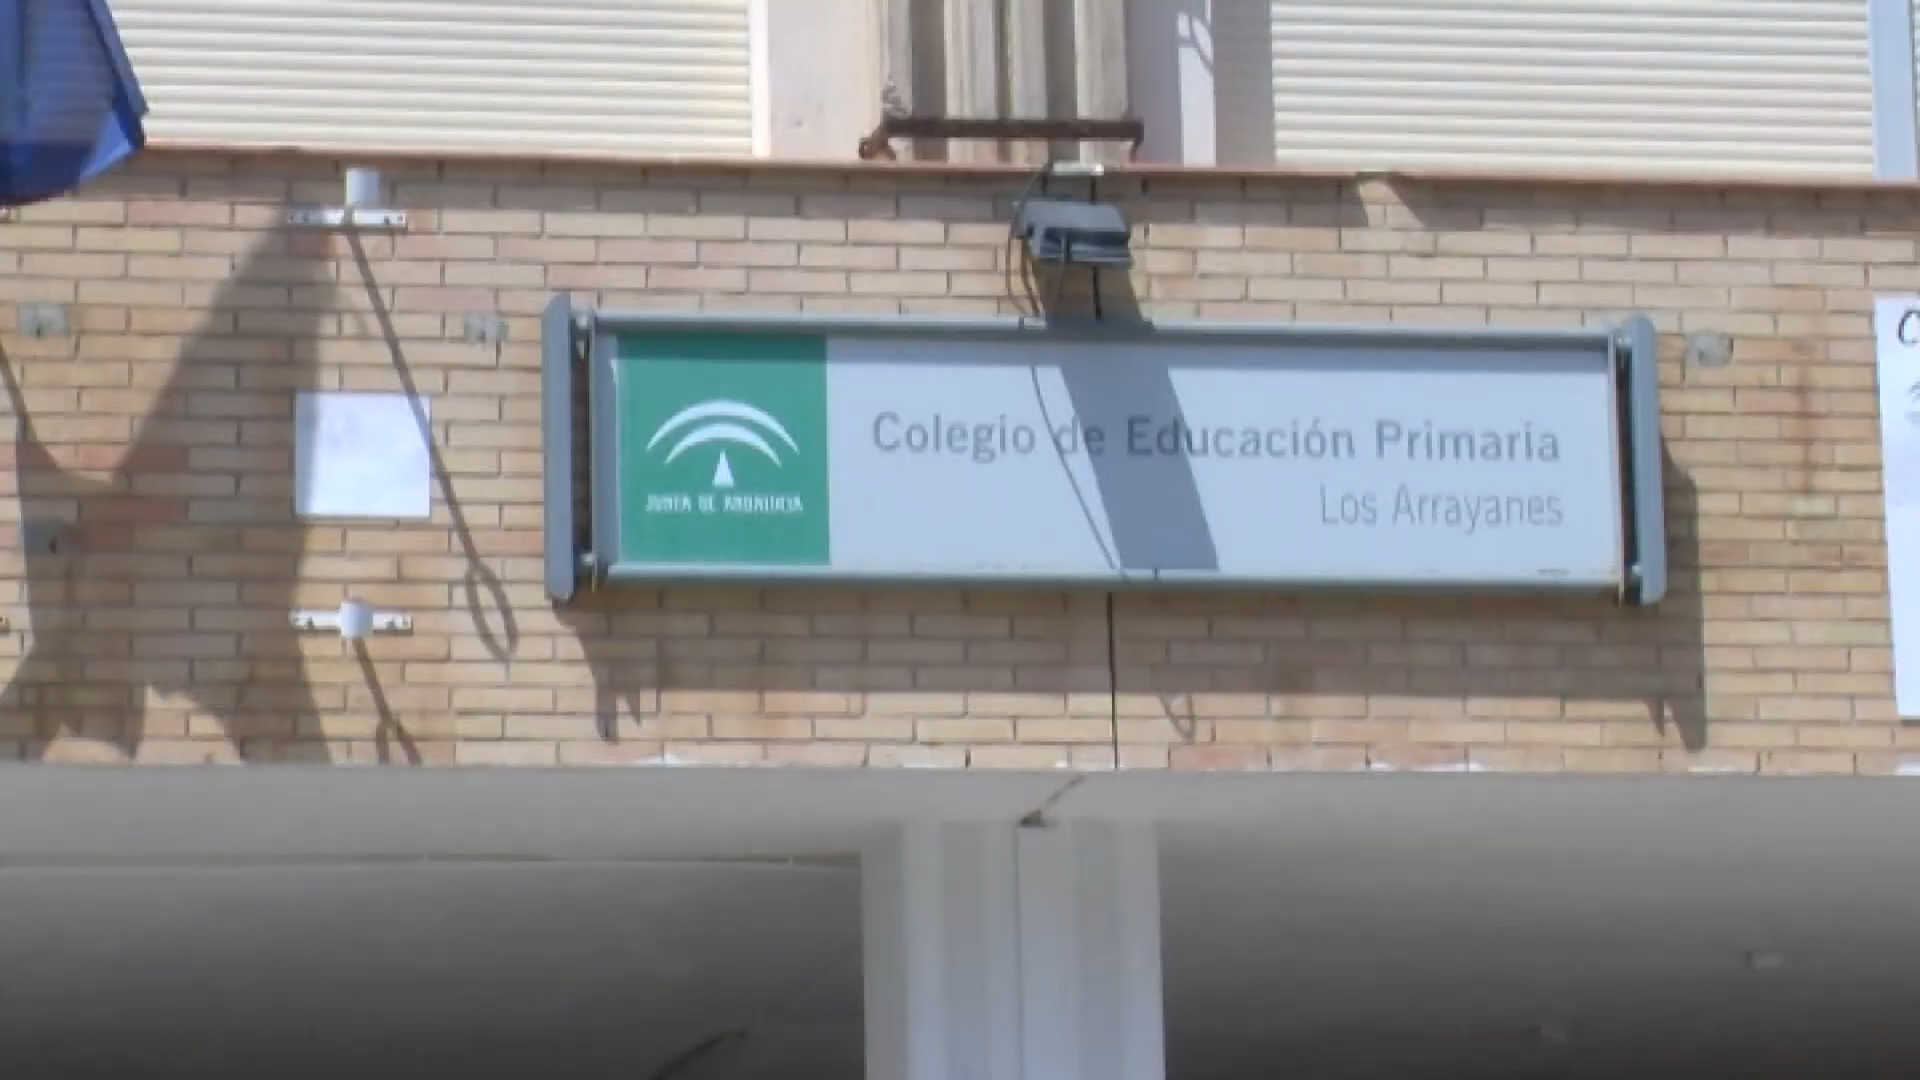 JUNTA DE ANDALUCIA
Colegio de Educación Primaria
Los Arrayanes